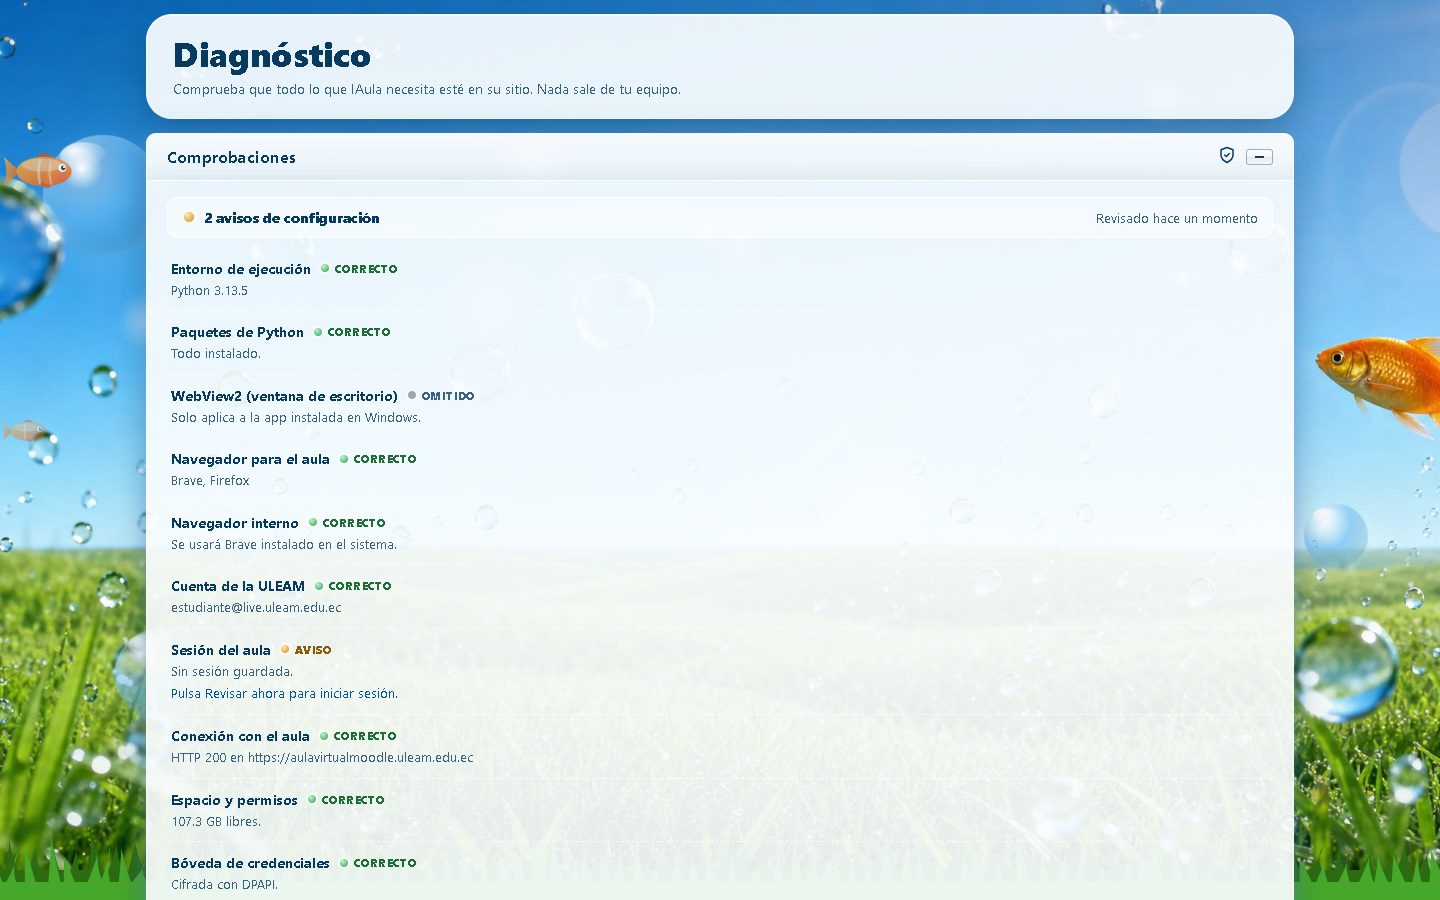 Diagnóstico
Comprueba que todo lo que IAula necesita esté en su sitio. Nada sale de tu equipo.
Comprobaciones
2 avisos de configuración
Revisado hace un momento
Entorno de ejecución CORRECTO
Python 3.13.5
Paquetes de Python CORRECTO
Todo instalado.
WebView2 (ventana de escritorio) OMITIDO
Solo aplica a la app instalada en Windows.
Navegador para el aula CORRECTO
Brave, Firefox
Navegador interno CORRECTO
Se usará Brave instalado en el sistema.
Cuenta de la ULEAM CORRECTO
estudiante@live.uleam.edu.ec
Sesión del aula AVISO
Sin sesión guardada.
Pulsa Revisar ahora para iniciar sesión.
Conexión con el aula CORRECTO
HTTP 200 en https://aulavirtualmoodle.uleam.edu.ec
Espacio y permisos CORRECTO
107.3 GB libres.
Bóveda de credenciales CORRECTO
Cifrada con DPAPI.